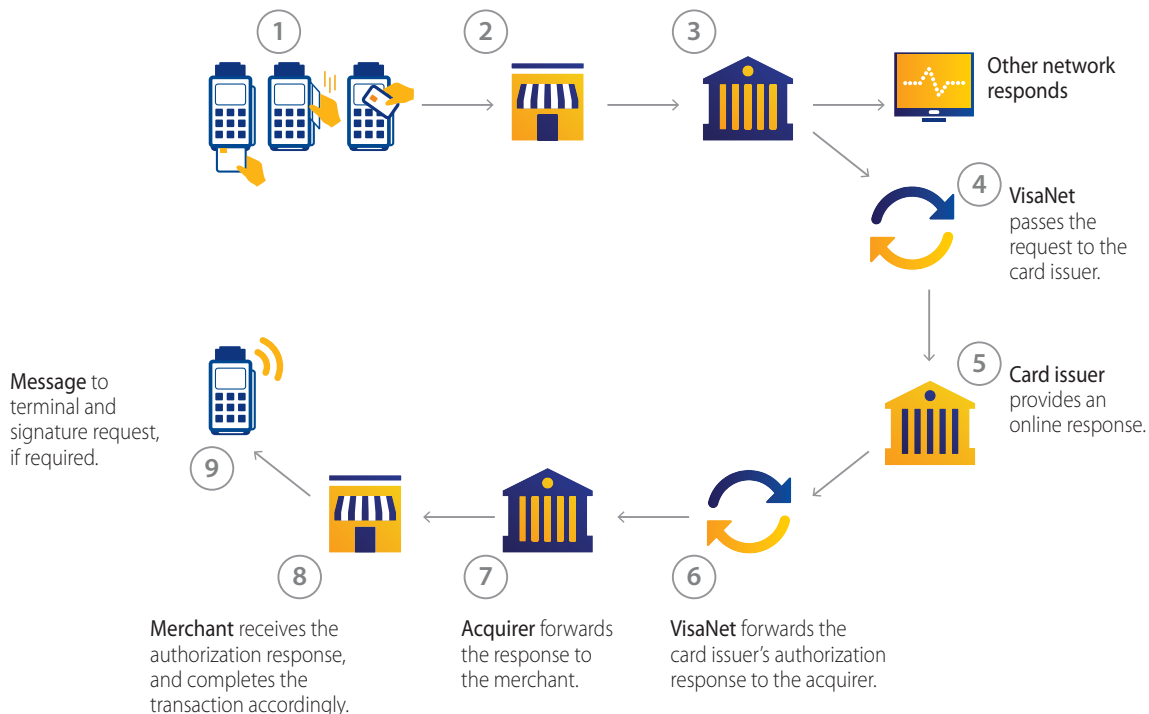 1
2
3
Other network
responds
4
VisaNet
passes the
request to the
card issuer.
5
Card issuer
provides an
online response.
Message to
terminal and
signature request,
if required.
9
8
7
6
Merchant receives the
authorization response,
and completes the
transaction accordingly.
Acquirer forwards
the response to
the merchant.
VisaNet forwards the
card issuer's authorization
response to the acquirer.